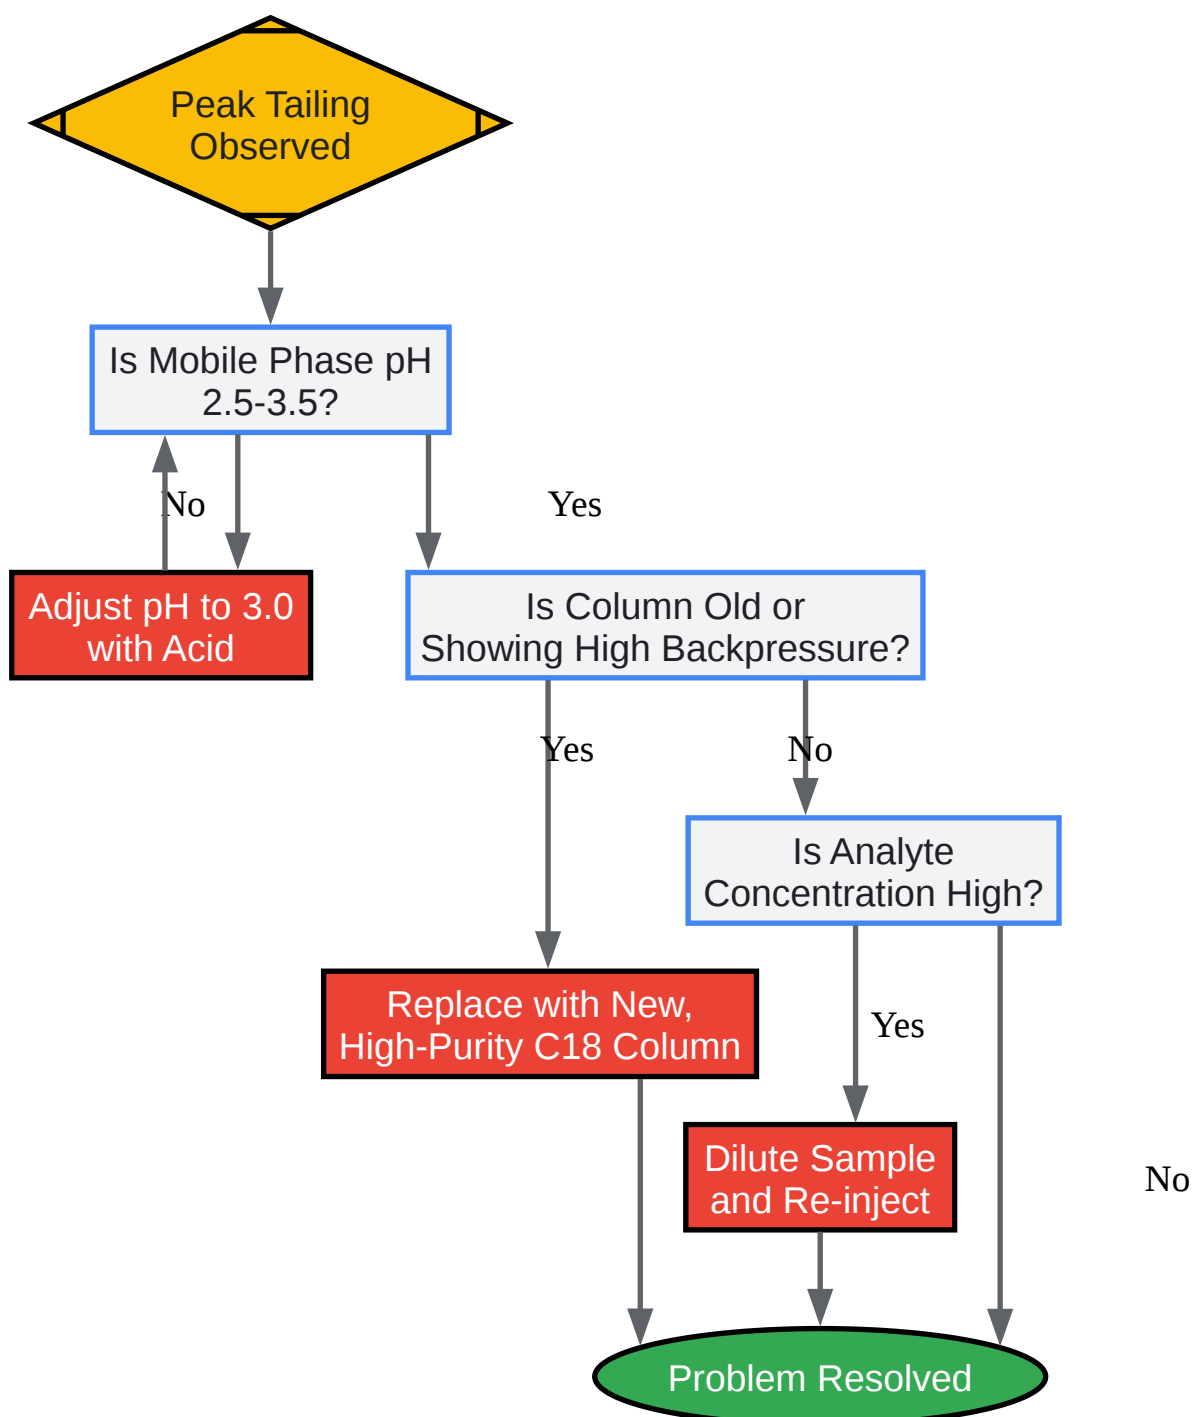 Peak Tailing
Observed
Is Mobile Phase pH
2.5-3.5?
No
Yes
Adjust pH to 3.0
with Acid
Is Column Old or
Showing High Backpressure?
Yes
No
Is Analyte
Concentration High?
Replace with New,
High-Purity C18 Column
Yes
Dilute Sample
and Re-inject
No
Problem Resolved